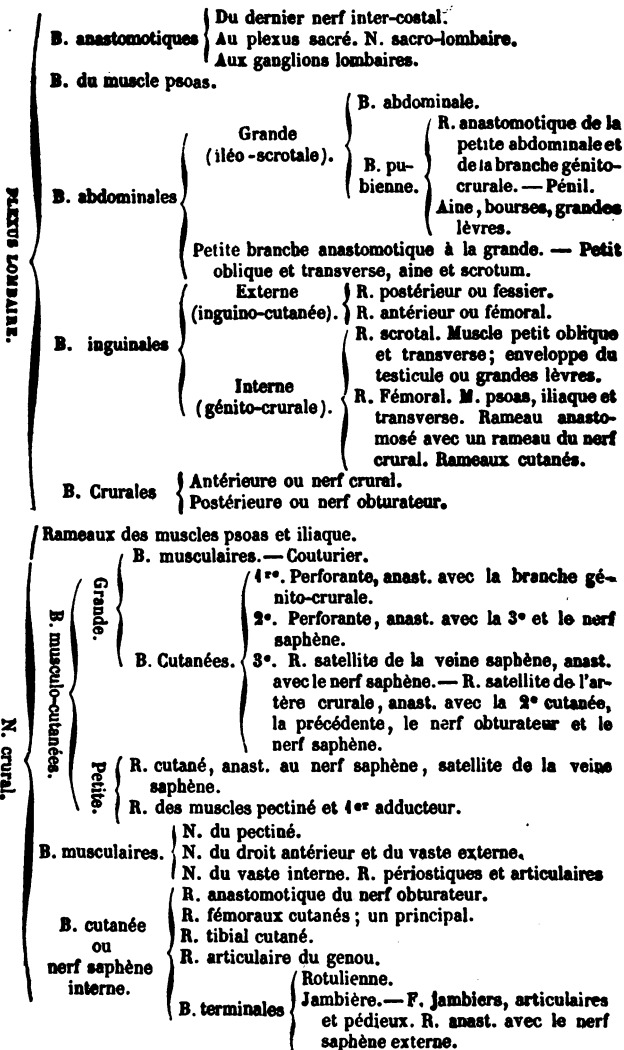 PLEXUS LOMBAIRE.
B. anastomotiques
Du dernier nerf inter-costal.
Au plexus sacré. N. sacro-lombaire.
Aux ganglions lombaires.
B. du muscle psoas.
B. abdominales
Grande
(iléo-scrotale).
B. abdominale.
B. pu-
bienne.
R. anastomotique de la
petite abdominale et
de la branche génito-
crurale. — Pénil.
Aine, bourses, grandes
lèvres.
Petite branche anastomotique à la grande. — Petit
oblique et transverse, aine et scrotum.
B. inguinales
Externe
(inguino-cutanée).
R. postérieur ou fessier.
R. antérieur ou fémoral.
Interne
(génito-crurale).
R. scrotal. Muscle petit oblique
et transverse; enveloppe du
testicule ou grandes lèvres.
R. Fémoral. M. psoas, iliaque et
transverse. Rameau anasto-
mosé avec un rameau du nerf
crural. Rameaux cutanés.
B. Crurales
Antérieure ou nerf crural.
Postérieure ou nerf obturateur.
N. crural.
Rameaux des muscles psoas et iliaque.
B. musculo-cutanées.
Grande.
B. musculaires. — Couturier.
B. Cutanées.
1re. Perforante, anast. avec la branche gé-
nito-crurale.
2e. Perforante, anast. avec la 3e et le nerf
saphène.
3e. R. satellite de la veine saphène, anast.
avec le nerf saphène. — R. satellite de l'ar-
tère crurale, anast. avec la 2e cutanée,
la précédente, le nerf obturateur et le
nerf saphène.
Petite.
R. cutané, anast. au nerf saphène, satellite de la veine
saphène.
R. des muscles pectiné et 1er adducteur.
B. musculaires.
N. du pectiné.
N. du droit antérieur et du vaste externe.
N. du vaste interne. R. périostiques et articulaires
B. cutanée
ou
nerf saphène
interne.
R. anastomotique du nerf obturateur.
R. fémoraux cutanés; un principal.
R. tibial cutané.
R. articulaire du genou.
B. terminales
Rotulienne.
Jambière. — F. jambiers, articulaires
et pédieux. R. anast. avec le nerf
saphène externe.